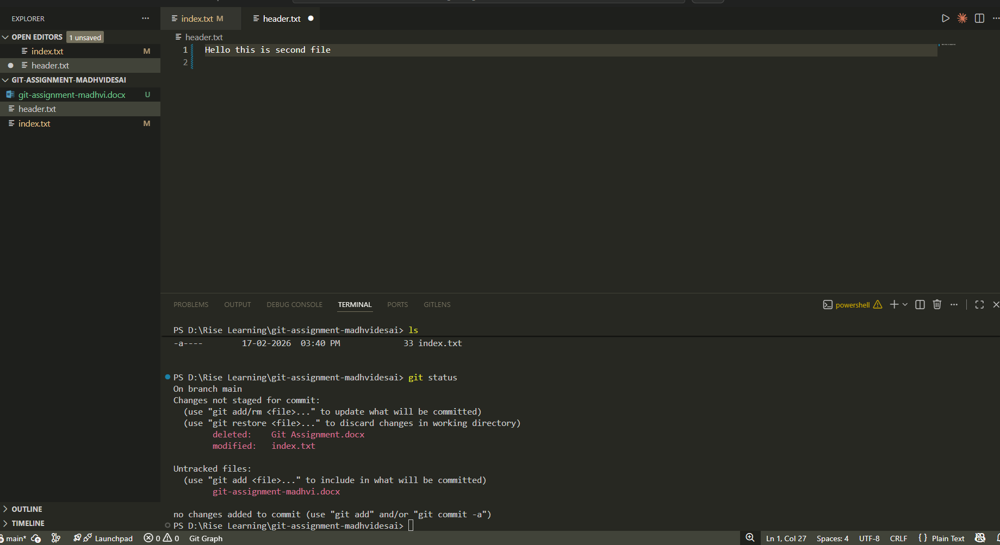 EXPLORER
OPEN EDITORS 1 unsaved
index.txt M
header.txt
GIT-ASSIGNMENT-MADHVIDESAI
git-assignment-madhvi.docx U
header.txt
index.txt M
OUTLINE
TIMELINE
index.txt M header.txt
header.txt
1 Hello this is second file
2
PROBLEMS OUTPUT DEBUG CONSOLE TERMINAL PORTS GITLENS
powershell
PS D:\Rise Learning\git-assignment-madhvidesai> ls
-a---- 17-02-2026 03:40 PM 33 index.txt
PS D:\Rise Learning\git-assignment-madhvidesai> git status
On branch main
Changes not staged for commit:
(use "git add/rm <file>..." to update what will be committed)
(use "git restore <file>..." to discard changes in working directory)
deleted: Git Assignment.docx
modified: index.txt
Untracked files:
(use "git add <file>..." to include in what will be committed)
git-assignment-madhvi.docx
no changes added to commit (use "git add" and/or "git commit -a")
PS D:\Rise Learning\git-assignment-madhvidesai>
main* Launchpad 0 0 Git Graph Ln 1, Col 27 Spaces: 4 UTF-8 CRLF {} Plain Text